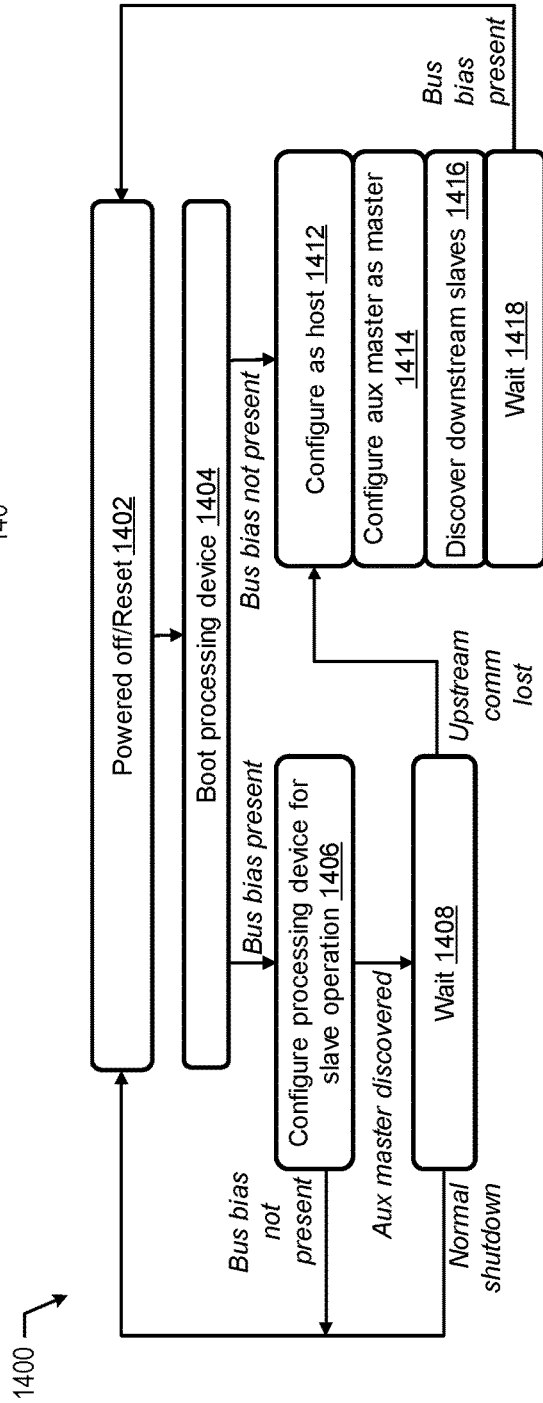 140
1400
Powered off/Reset 1402
Boot processing device 1404
Bus bias present
Bus bias not present
Configure processing device for
slave operation 1406
Bus bias
not
present
Aux master discovered
Wait 1408
Normal
shutdown
Upstream
comm
lost
Configure as host 1412
Configure aux master as master
1414
Discover downstream slaves 1416
Wait 1418
Bus
bias
present